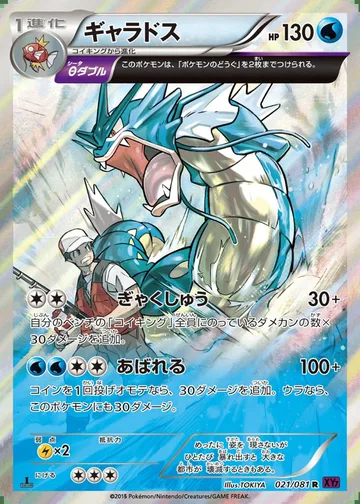 1進化
ギャラドス
HP 130
コイキングから進化
シータ
θダブル
このポケモンは、「ポケモンのどうぐ」を2枚までつけられる。
ぎゃくしゅう 30+
自分のベンチの「コイキング」全員にのっているダメカンの数×
30ダメージを追加。
あばれる 100+
コインを1回投げオモテなら、30ダメージを追加。ウラなら、
このポケモンにも30ダメージ。
弱点
×2
抵抗力
にげる
めったに 姿を 現さないが
ひとたび 暴れ出すと 大きな
都市が 壊滅するときもある。
Illus.TOKIYA
021/081 R
XY7
©2015 Pokémon/Nintendo/Creatures/GAME FREAK.